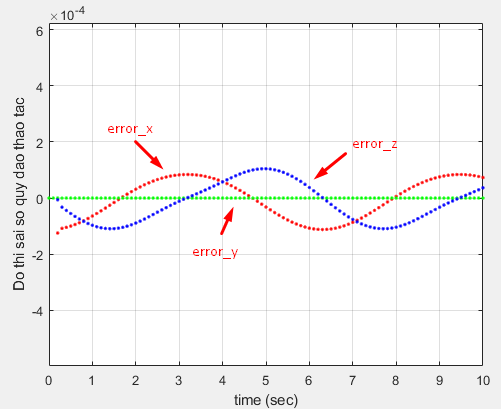 ×10-4
6
4
2
0
-2
-4
error_x
error_z
error_y
Do thi sai so quy dao thao tac
0 1 2 3 4 5 6 7 8 9 10
time (sec)